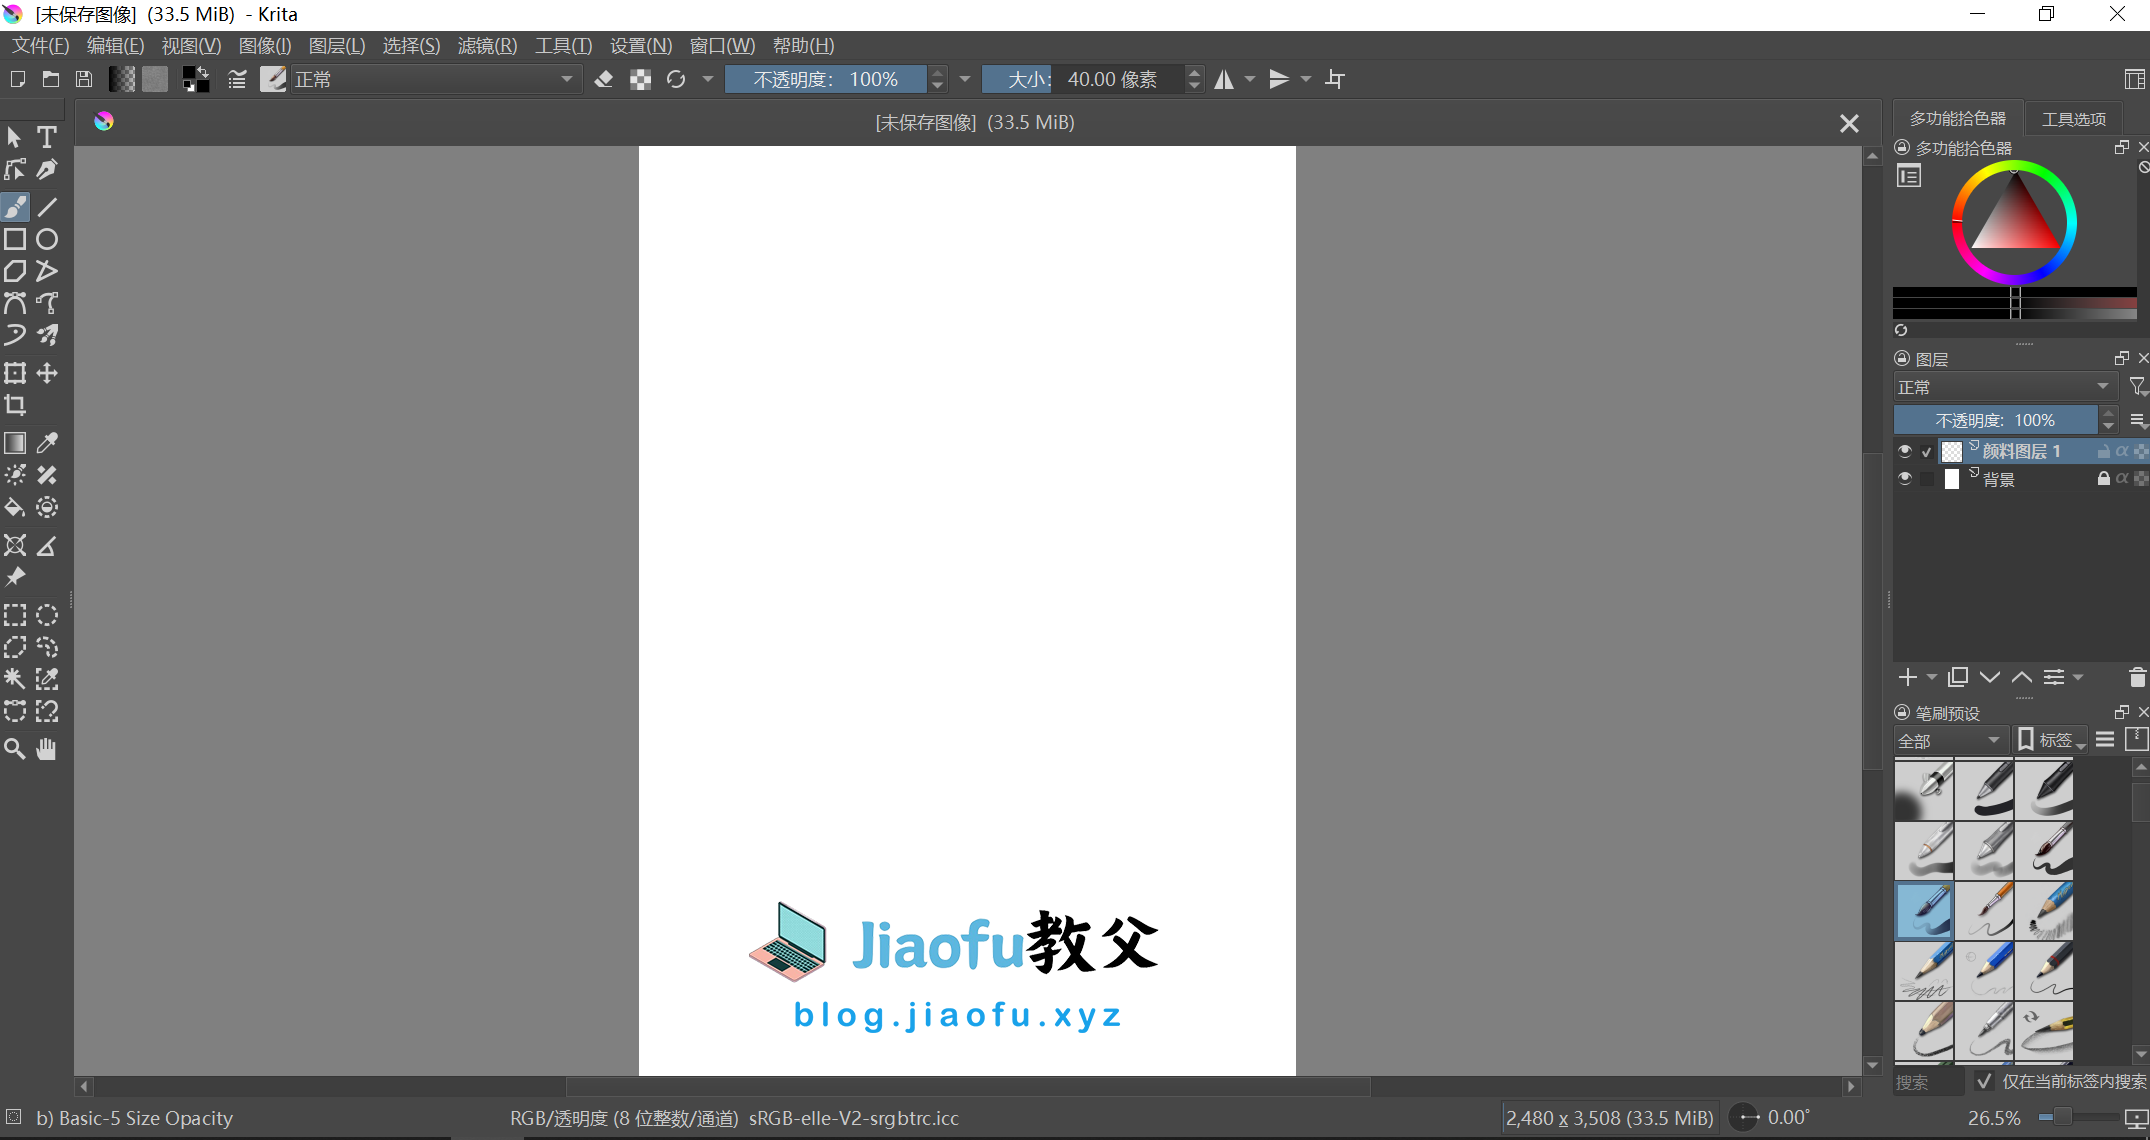 [未保存图像] (33.5 MiB) - Krita
文件(F) 编辑(E) 视图(V) 图像(I) 图层(L) 选择(S) 滤镜(R) 工具(T) 设置(N) 窗口(W) 帮助(H)
正常 不透明度: 100% 大小: 40.00 像素
[未保存图像] (33.5 MiB)
多功能拾色器 工具选项
多功能拾色器
图层
正常
不透明度: 100%
颜料图层 1
背景
笔刷预设
全部 标签
Jiaofu教父
blog.jiaofu.xyz
搜索 仅在当前标签内搜索
b) Basic-5 Size Opacity RGB/透明度 (8 位整数/通道) sRGB-elle-V2-srgbtrc.icc 2,480 x 3,508 (33.5 MiB) 0.00° 26.5%